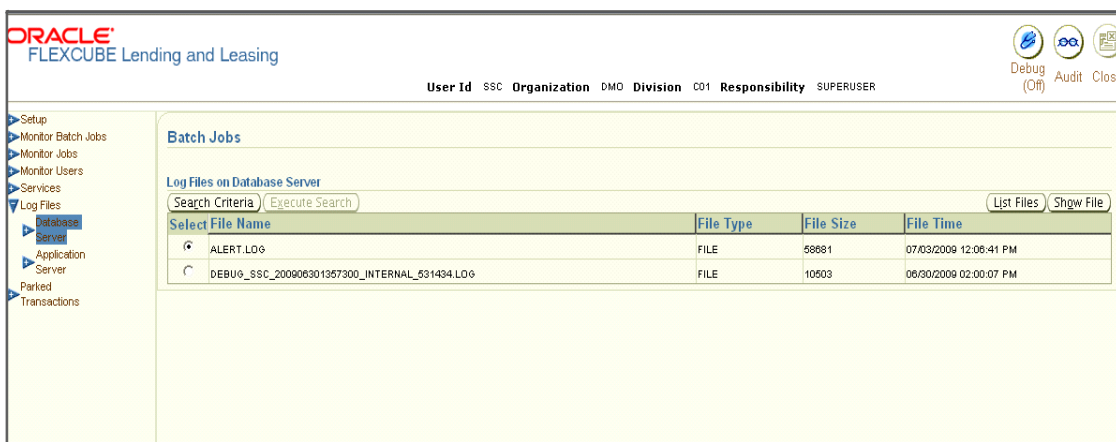 ORACLE
FLEXCUBE Lending and Leasing
Debug (Off)
Audit
Clos
User Id SSC Organization DMO Division C01 Responsibility SUPERUSER
Setup
Monitor Batch Jobs
Monitor Jobs
Monitor Users
Services
Log Files
Database
Server
Application
Server
Parked
Transactions
Batch Jobs
Log Files on Database Server
Search Criteria Execute Search List Files Show File
Select File Name File Type File Size File Time
ALERT.LOG FILE 58681 07/03/2009 12:06:41 PM
DEBUG_SSC_200906301357300_INTERNAL_531434.LOG FILE 10503 06/30/2009 02:00:07 PM